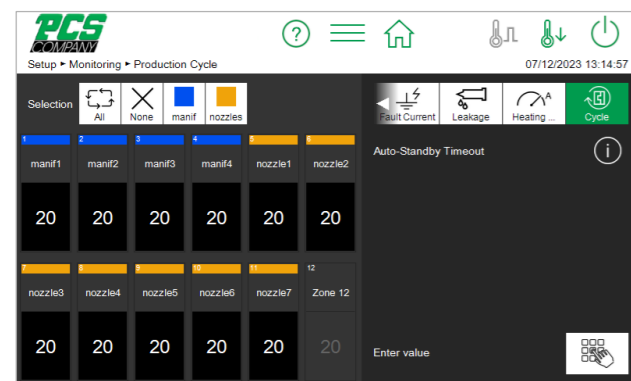 PCS
COMPANY
?
Setup ► Monitoring ► Production Cycle
07/12/2023 13:14:57
Selection
All
None
manif
nozzles
Fault Current
Leakage
A
Heating ...
Cycle
1 2 3 4 5 6
manif1 manif2 manif3 manif4 nozzle1 nozzle2
20 20 20 20 20 20
7 8 9 10 11 12
nozzle3 nozzle4 nozzle5 nozzle6 nozzle7 Zone 12
20 20 20 20 20 20
Auto-Standby Timeout
i
Enter value